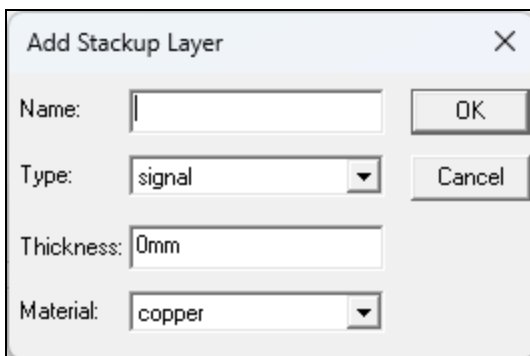 Add Stackup Layer
Name: OK
Type: signal Cancel
Thickness: 0mm
Material: copper